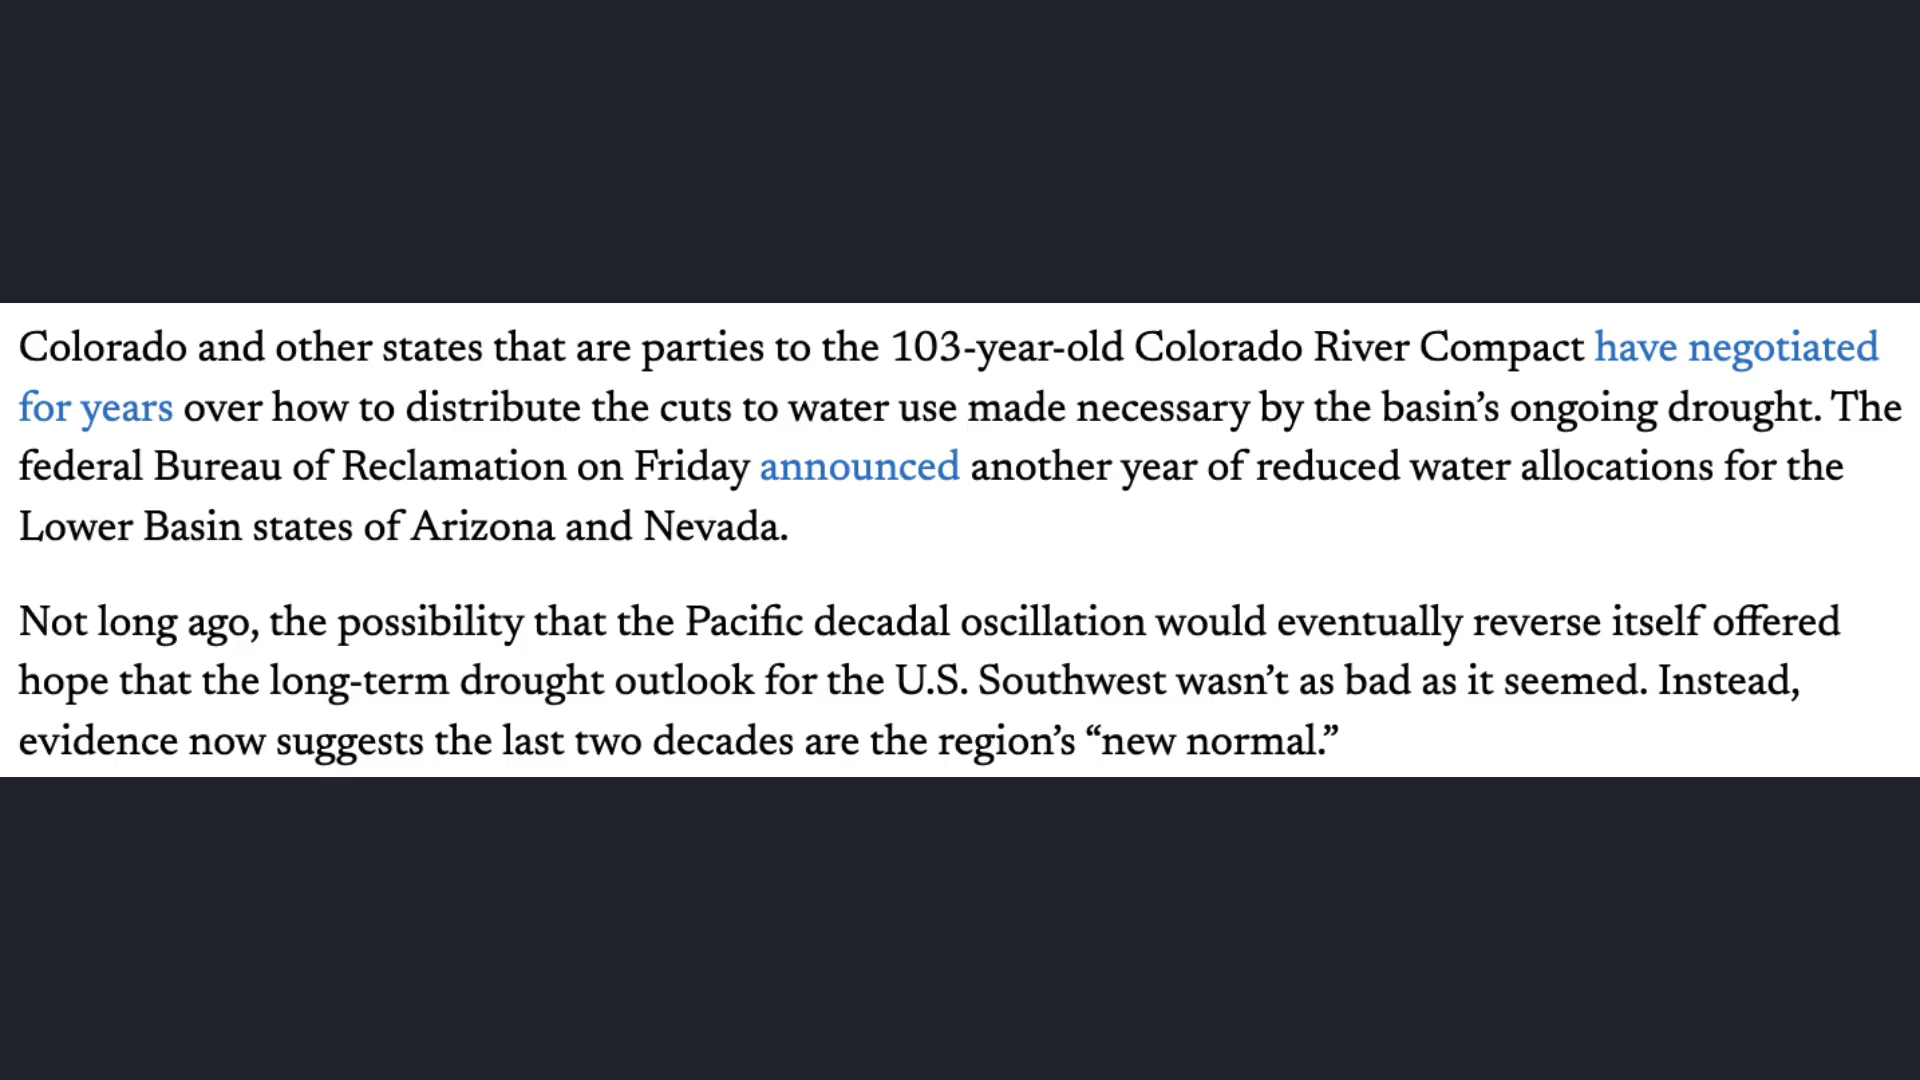 Colorado and other states that are parties to the 103-year-old Colorado River Compact have negotiated
for years over how to distribute the cuts to water use made necessary by the basin’s ongoing drought. The
federal Bureau of Reclamation on Friday announced another year of reduced water allocations for the
Lower Basin states of Arizona and Nevada.
Not long ago, the possibility that the Pacific decadal oscillation would eventually reverse itself offered
hope that the long-term drought outlook for the U.S. Southwest wasn’t as bad as it seemed. Instead,
evidence now suggests the last two decades are the region’s “new normal.”